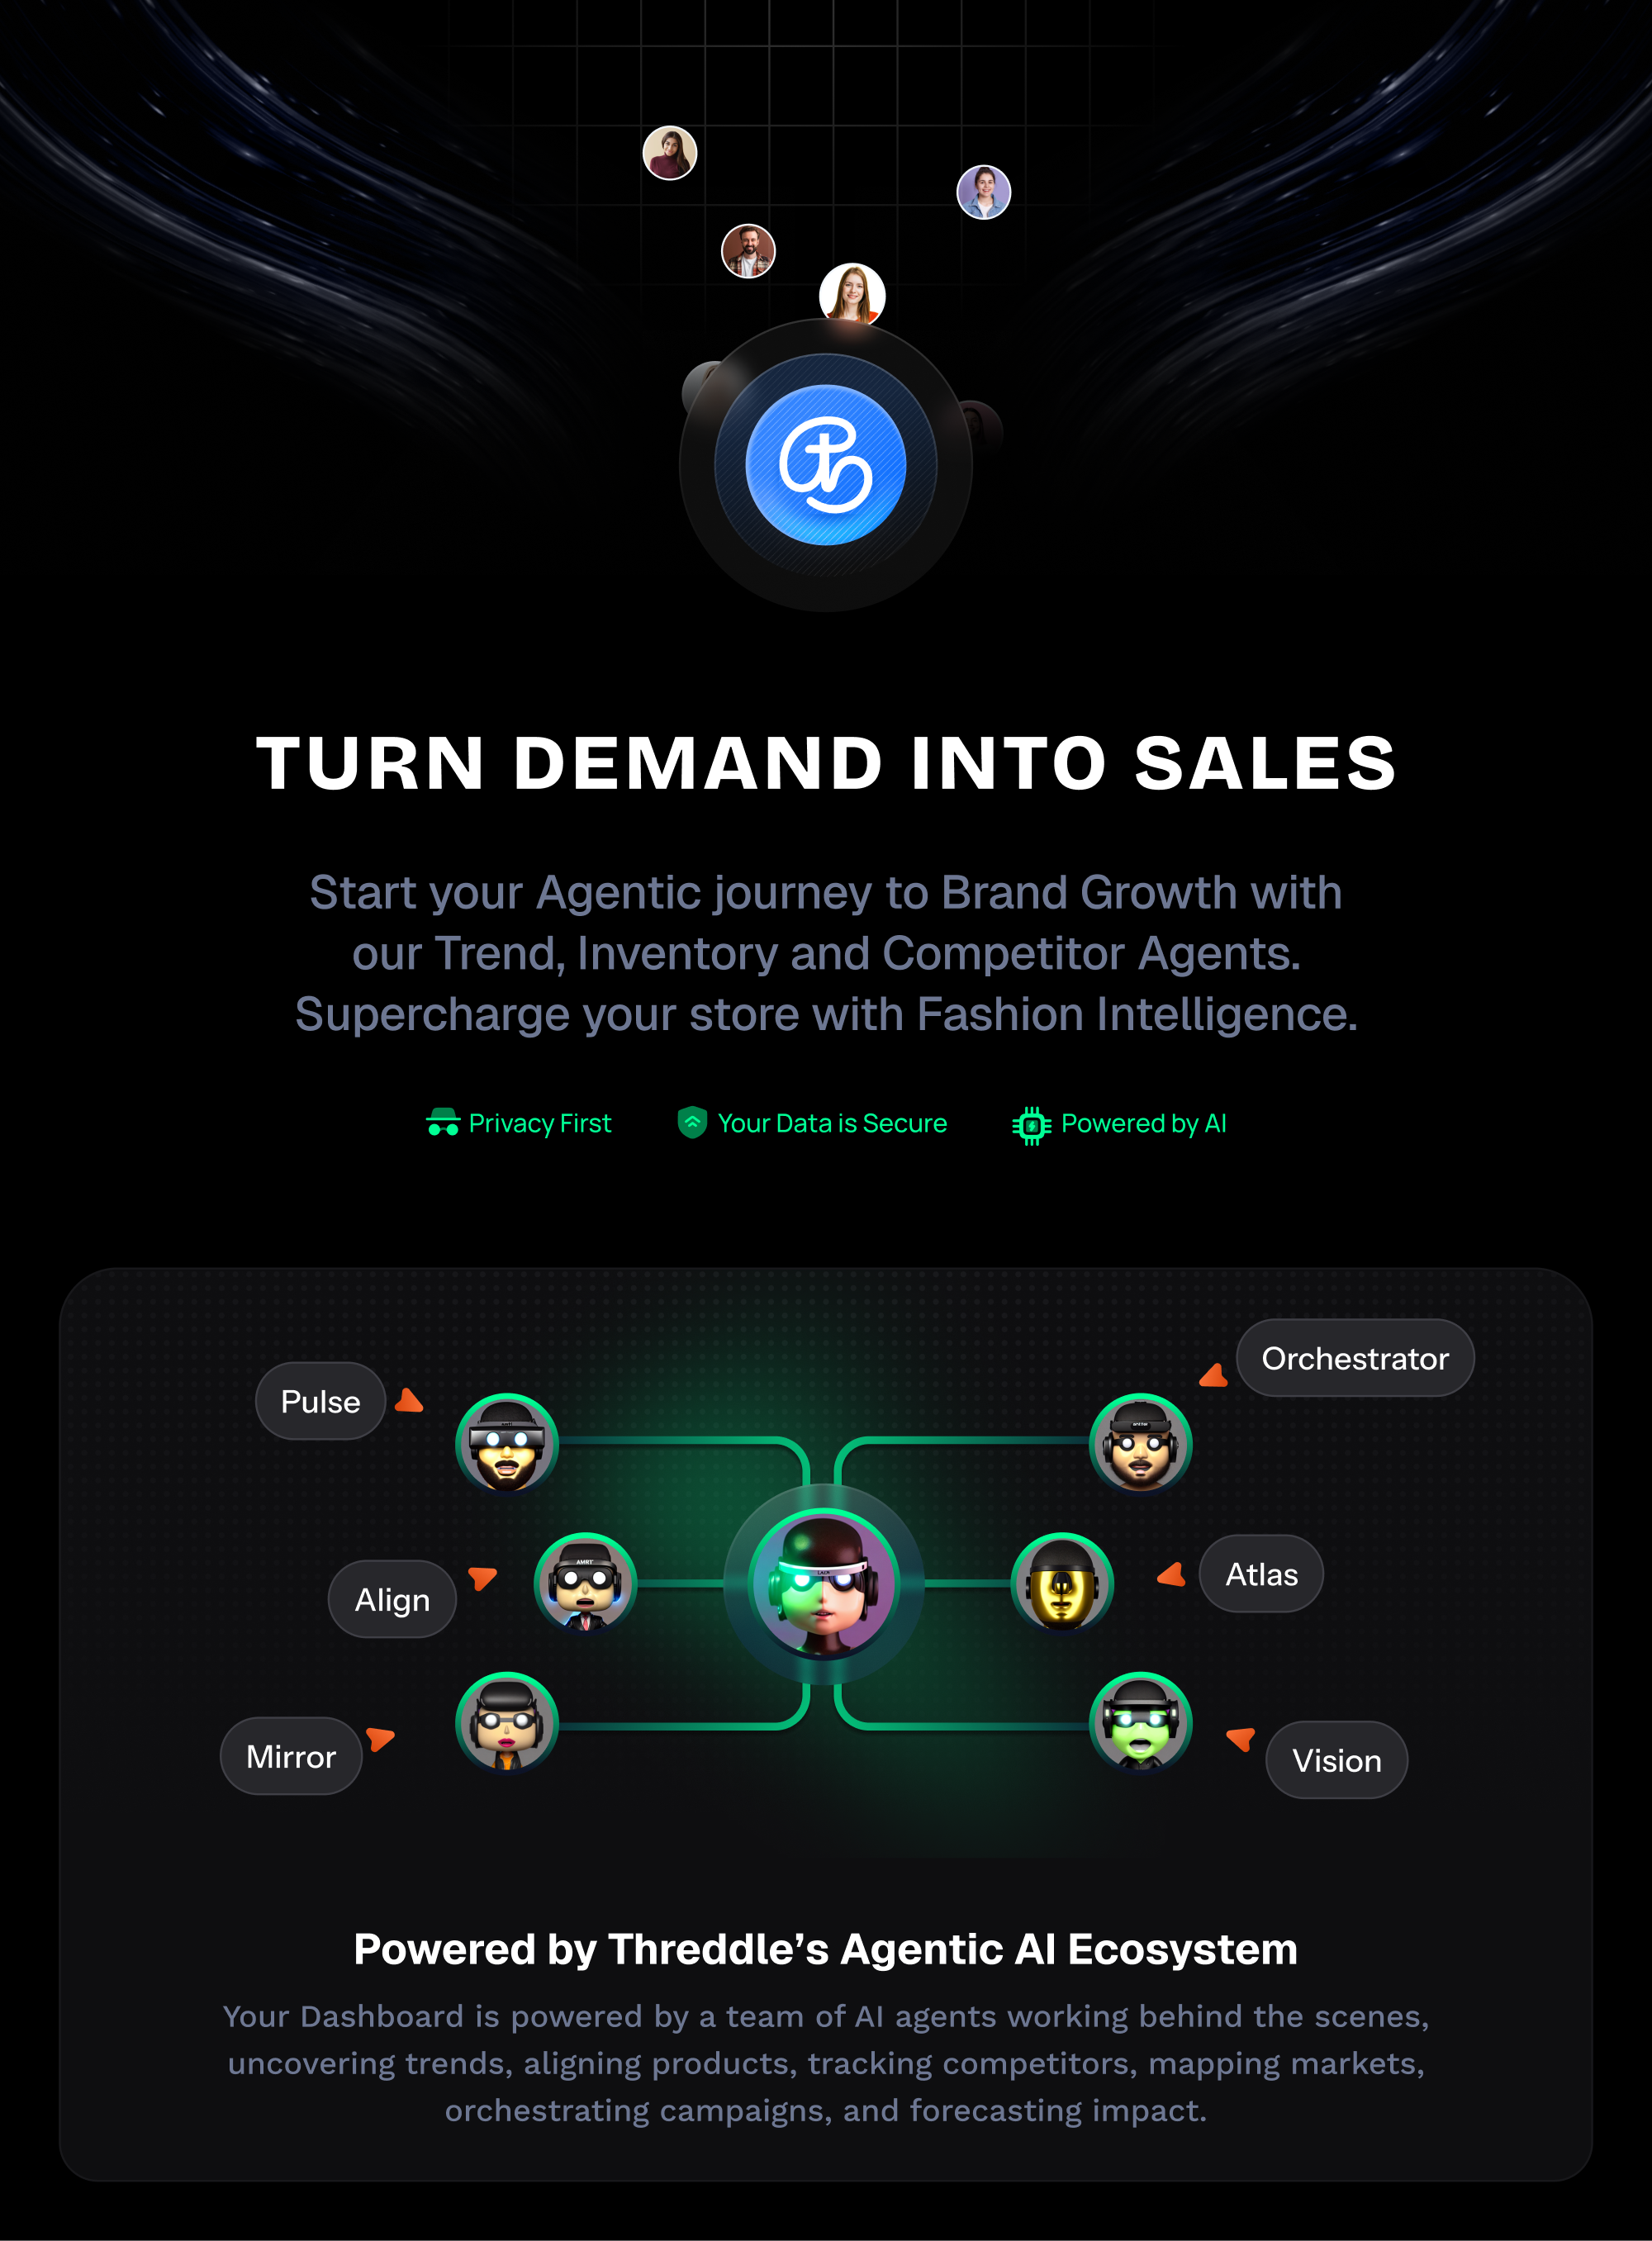 TURN DEMAND INTO SALES
Start your Agentic journey to Brand Growth with
our Trend, Inventory and Competitor Agents.
Supercharge your store with Fashion Intelligence.
Privacy First
Your Data is Secure
Powered by AI
Orchestrator
Pulse
Align
AMRT
Atlas
Mirror
Vision
Powered by Threddle’s Agentic AI Ecosystem
Your Dashboard is powered by a team of AI agents working behind the scenes,
uncovering trends, aligning products, tracking competitors, mapping markets,
orchestrating campaigns, and forecasting impact.